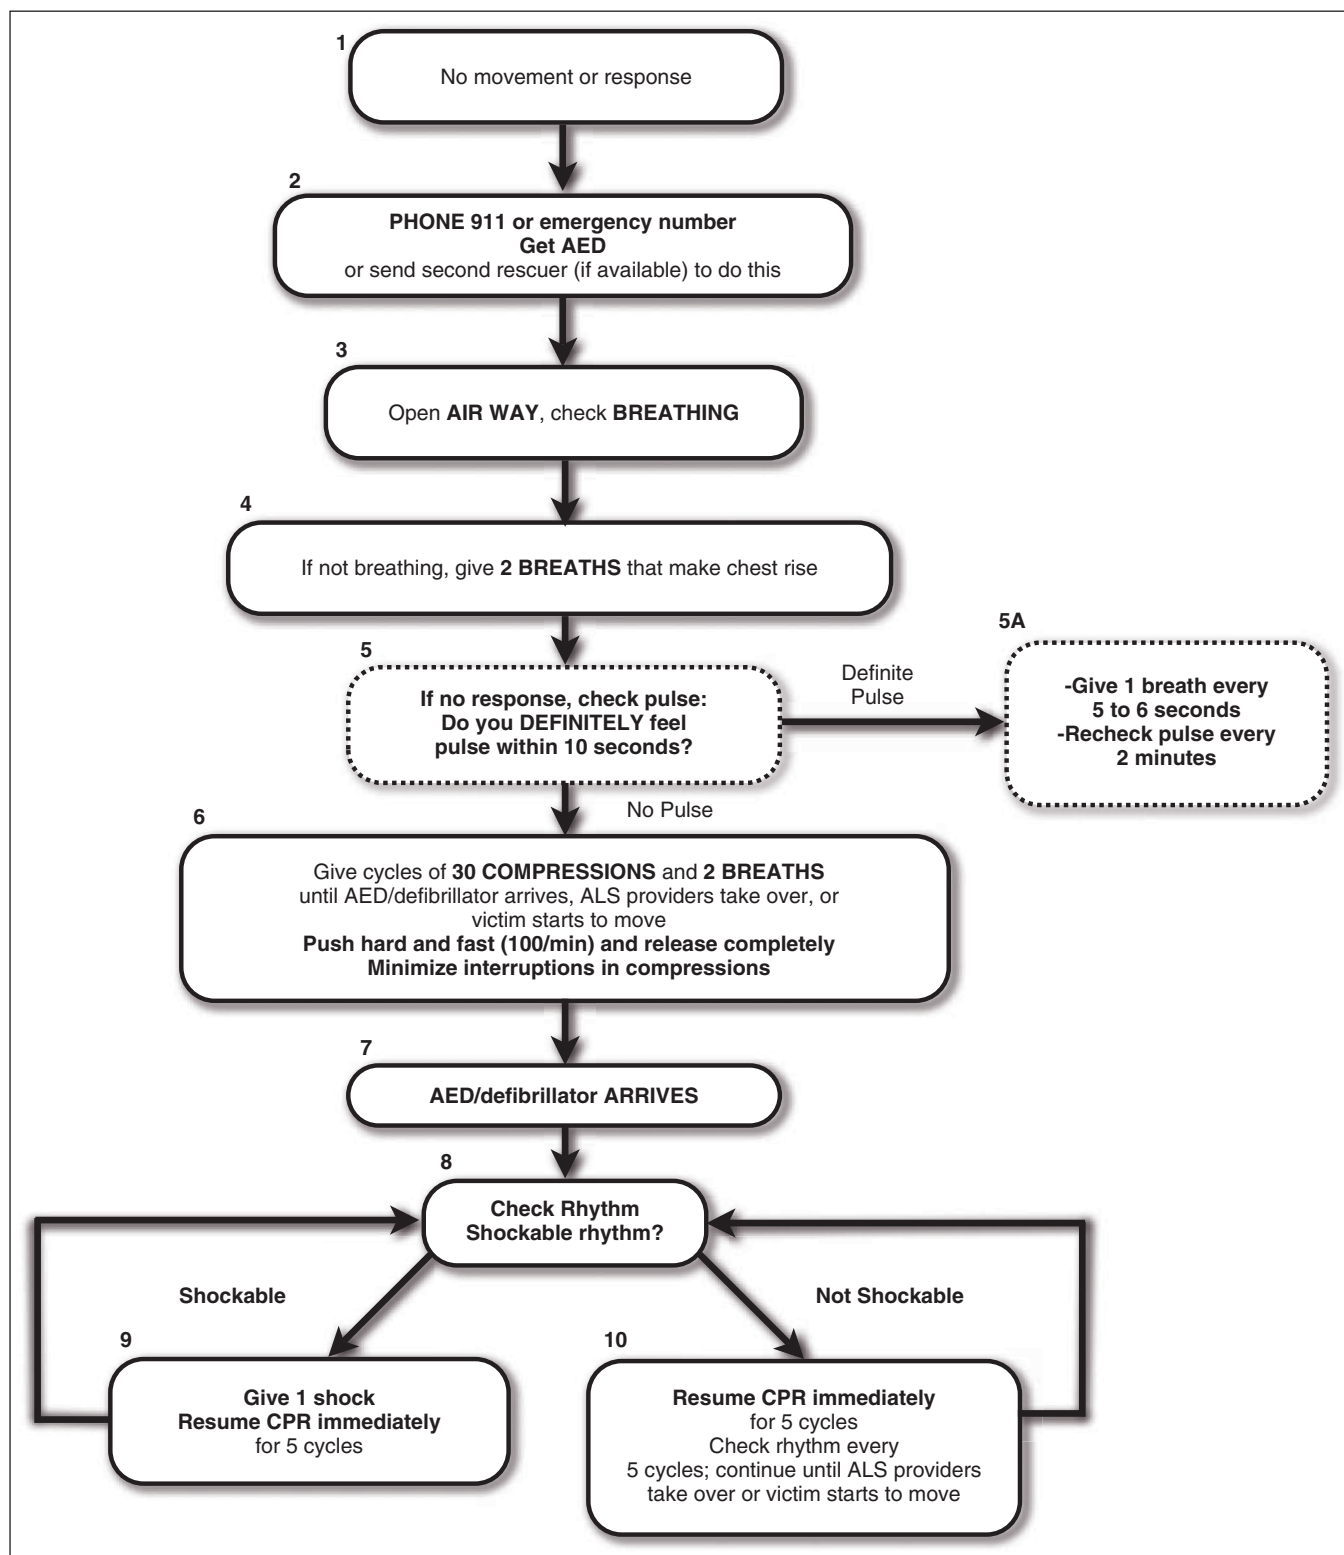 1
No movement or response
2
PHONE 911 or emergency number
Get AED
or send second rescuer (if available) to do this
3
Open AIR WAY, check BREATHING
4
If not breathing, give 2 BREATHS that make chest rise
5
If no response, check pulse:
Do you DEFINITELY feel
pulse within 10 seconds?
Definite
Pulse
5A
-Give 1 breath every
5 to 6 seconds
-Recheck pulse every
2 minutes
No Pulse
6
Give cycles of 30 COMPRESSIONS and 2 BREATHS
until AED/defibrillator arrives, ALS providers take over, or
victim starts to move
Push hard and fast (100/min) and release completely
Minimize interruptions in compressions
7
AED/defibrillator ARRIVES
8
Check Rhythm
Shockable rhythm?
Shockable
Not Shockable
9
Give 1 shock
Resume CPR immediately
for 5 cycles
10
Resume CPR immediately
for 5 cycles
Check rhythm every
5 cycles; continue until ALS providers
take over or victim starts to move